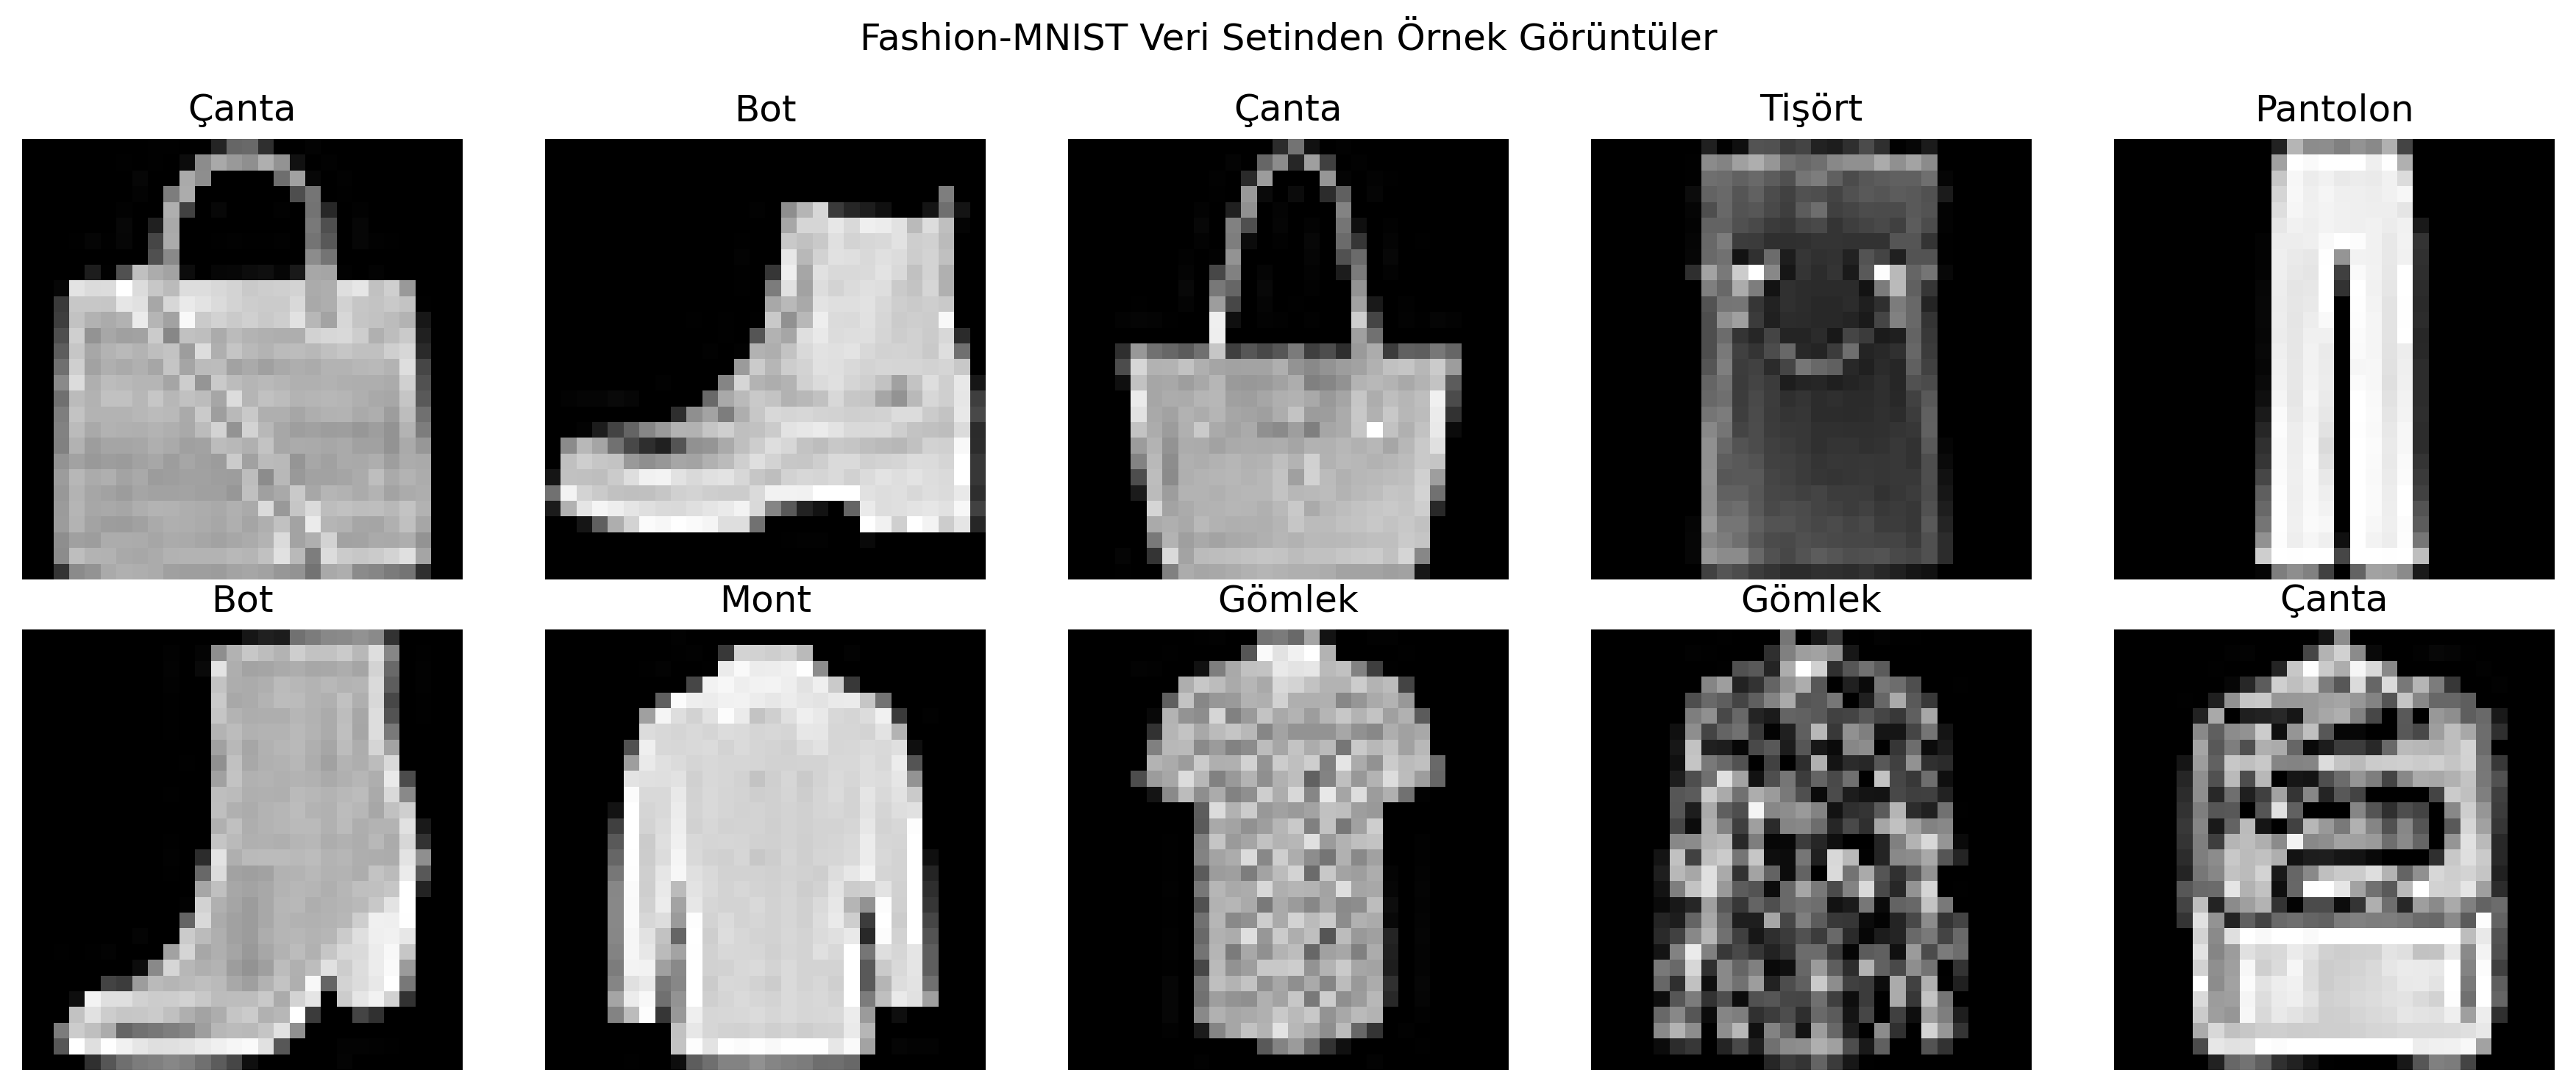 Fashion-MNIST Veri Setinden Örnek Görüntüler
Çanta
Bot
Çanta
Tişört
Pantolon
Bot
Mont
Gömlek
Gömlek
Çanta